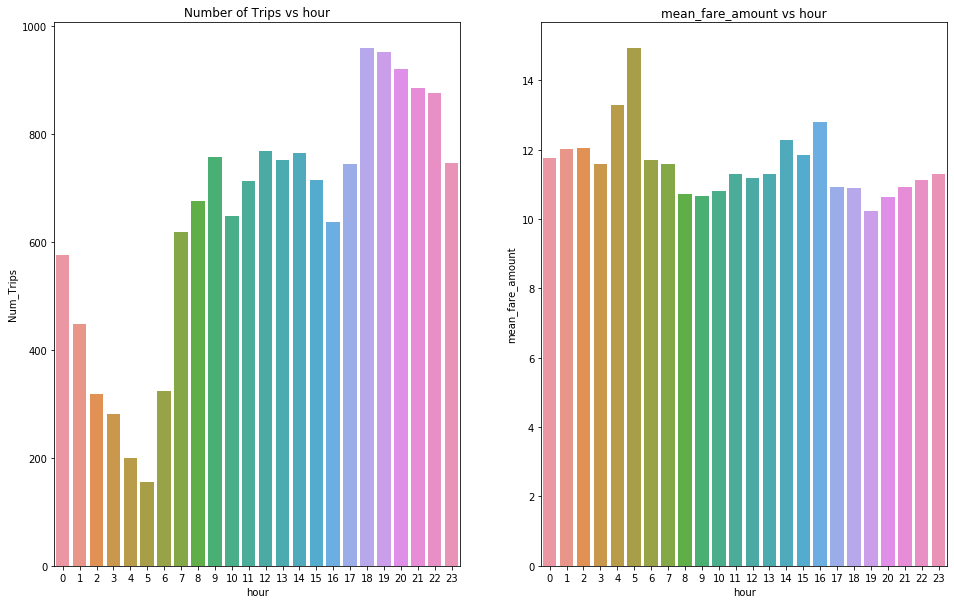 Number of Trips vs hour
1000
800
600
400
200
0
Num_Trips
0 1 2 3 4 5 6 7 8 9 10 11 12 13 14 15 16 17 18 19 20 21 22 23
hour
mean_fare_amount vs hour
14
12
10
8
6
4
2
0
mean_fare_amount
0 1 2 3 4 5 6 7 8 9 10 11 12 13 14 15 16 17 18 19 20 21 22 23
hour